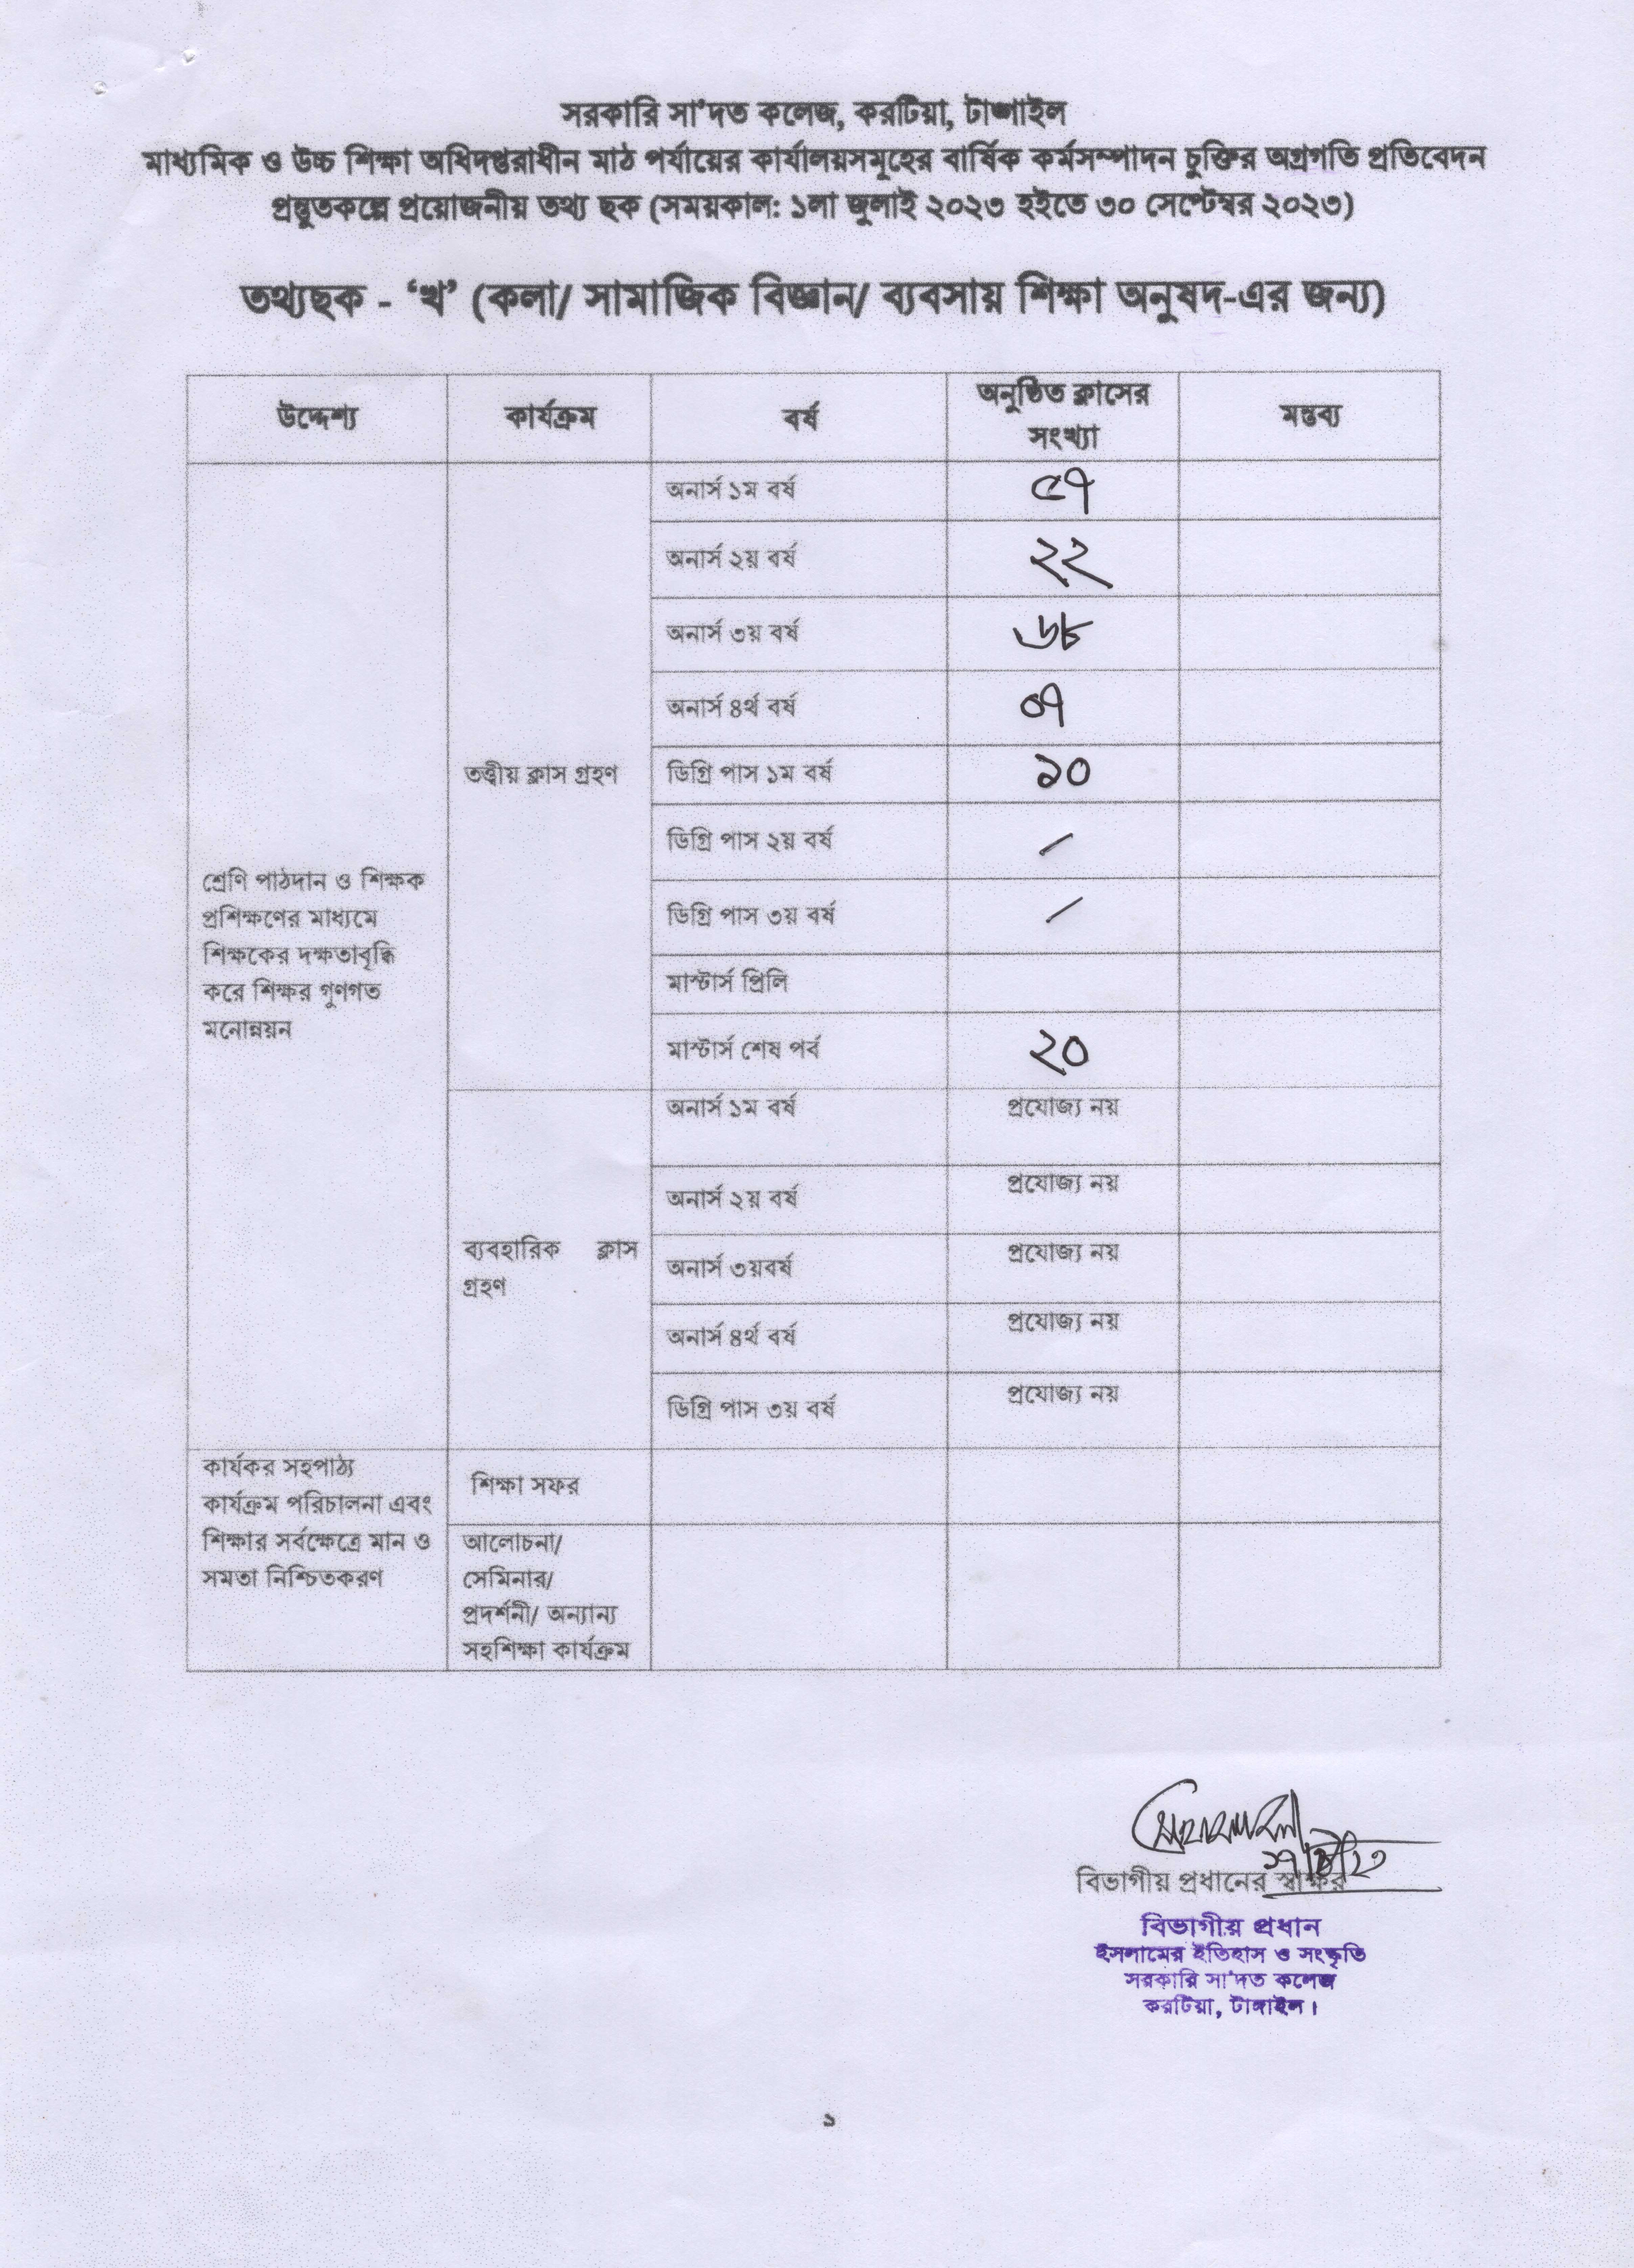 সরকারি সা'দত কলেজ, করটিয়া, টাঙ্গাইল
মাধ্যমিক ও উচ্চ শিক্ষা অধিদপ্তরাধীন মাঠ পর্যায়ের কার্যালয়সমূহের বার্ষিক কর্মসম্পাদন চুক্তির অগ্রগতি প্রতিবেদন
প্রস্তুতকল্পে প্রয়োজনীয় তথ্য ছক (সময়কাল: ১লা জুলাই ২০২৩ হইতে ৩০ সেপ্টেম্বর ২০২৩)
তথ্যছক - ‘খ’ (কলা/ সামাজিক বিজ্ঞান/ ব্যবসায় শিক্ষা অনুষদ-এর জন্য)
উদ্দেশ্য কার্যক্রম বর্ষ অনুষ্ঠিত ক্লাসের মন্তব্য
সংখ্যা
অনার্স ১ম বর্ষ ৫৭
অনার্স ২য় বর্ষ ২২
অনার্স ৩য় বর্ষ ৬৮
অনার্স ৪র্থ বর্ষ ০৭
তত্ত্বীয় ক্লাস গ্রহণ ডিগ্রি পাস ১ম বর্ষ ১০
ডিগ্রি পাস ২য় বর্ষ /
ডিগ্রি পাস ৩য় বর্ষ /
মাস্টার্স প্রিলি
মাস্টার্স শেষ পর্ব ২০
শ্রেণি পাঠদান ও শিক্ষক
প্রশিক্ষণের মাধ্যমে
শিক্ষকের দক্ষতাবৃদ্ধি
করে শিক্ষর গুণগত
মনোন্নয়ন
অনার্স ১ম বর্ষ প্রযোজ্য নয়
অনার্স ২য় বর্ষ প্রযোজ্য নয়
ব্যবহারিক ক্লাস
গ্রহণ
অনার্স ৩য়বর্ষ প্রযোজ্য নয়
অনার্স ৪র্থ বর্ষ প্রযোজ্য নয়
ডিগ্রি পাস ৩য় বর্ষ প্রযোজ্য নয়
কার্যকর সহপাঠ্য
কার্যক্রম পরিচালনা এবং
শিক্ষার সর্বক্ষেত্রে মান ও
সমতা নিশ্চিতকরণ
শিক্ষা সফর
আলোচনা/
সেমিনার/
প্রদর্শনী/ অন্যান্য
সহশিক্ষা কার্যক্রম
বিভাগীয় প্রধানের স্বাক্ষর
বিভাগীয় প্রধান
ইসলামের ইতিহাস ও সংস্কৃতি
সরকারি সা'দত কলেজ
করটিয়া, টাঙ্গাইল।
১